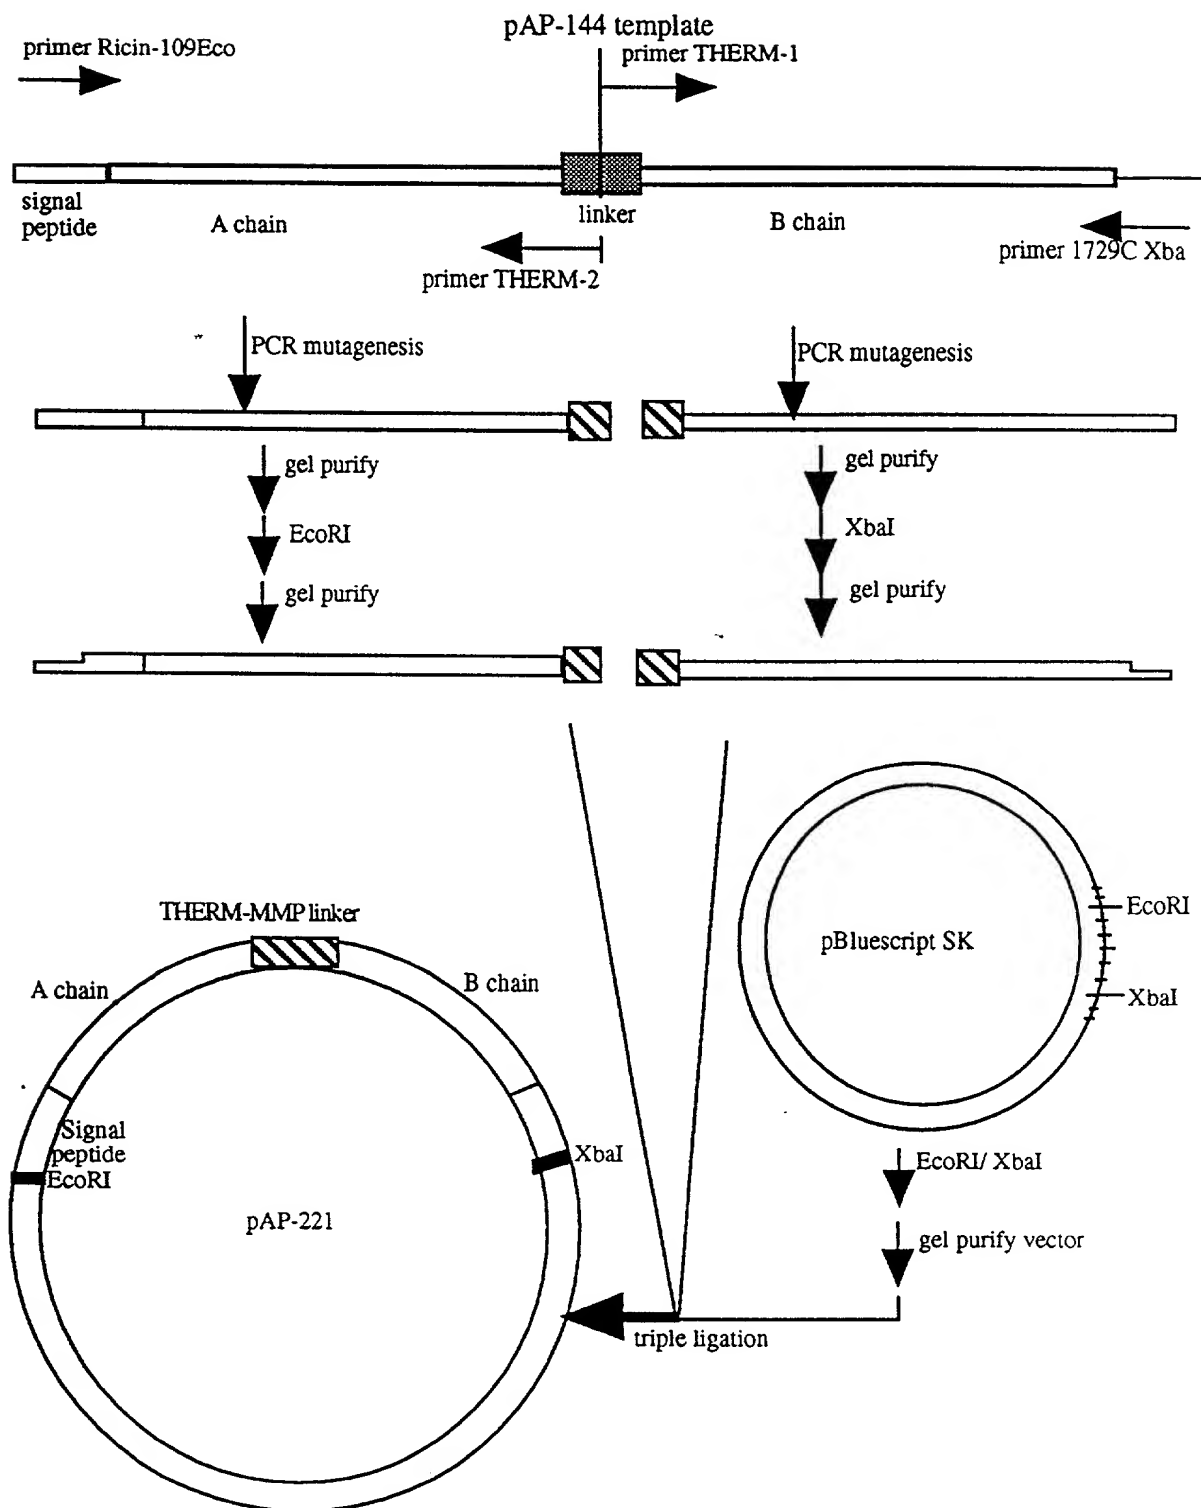 pAP-144 template
primer Ricin-109Eco
primer THERM-1
signal
peptide
A chain
linker
B chain
primer THERM-2
primer 1729C Xba
PCR mutagenesis
PCR mutagenesis
gel purify
gel purify
EcoRI
XbaI
gel purify
gel purify
THERM-MMP linker
A chain
B chain
pBluescript SK
EcoRI
XbaI
Signal
peptide
EcoRI
XbaI
pAP-221
EcoRI/ XbaI
gel purify vector
triple ligation